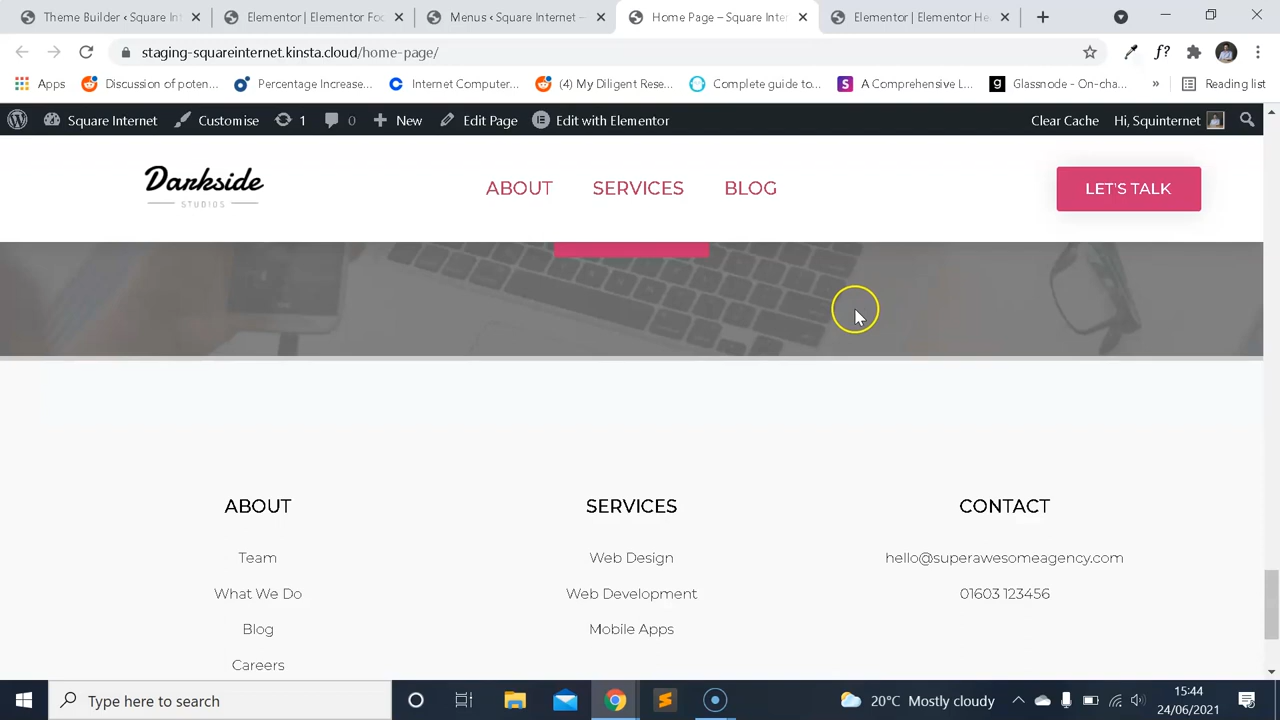 Theme Builder ‹ Square In
Elementor | Elementor Foo
Menus ‹ Square Internet —
Home Page – Square Inter
Elementor | Elementor He
staging-squareinternet.kinsta.cloud/home-page/
f?
Apps
Discussion of poten...
Percentage Increase...
Internet Computer...
(4) My Diligent Rese...
Complete guide to...
A Comprehensive L...
Glassnode - On-cha...
»
Reading list
Square Internet
Customise
1
0
New
Edit Page
Edit with Elementor
Clear Cache
Hi, Squinternet
Darkside
STUDIOS
ABOUT
SERVICES
BLOG
LET'S TALK
ABOUT
SERVICES
CONTACT
Team
Web Design
hello@superawesomeagency.com
What We Do
Web Development
01603 123456
Blog
Mobile Apps
Careers
Type here to search
20°C Mostly cloudy
15:44
24/06/2021